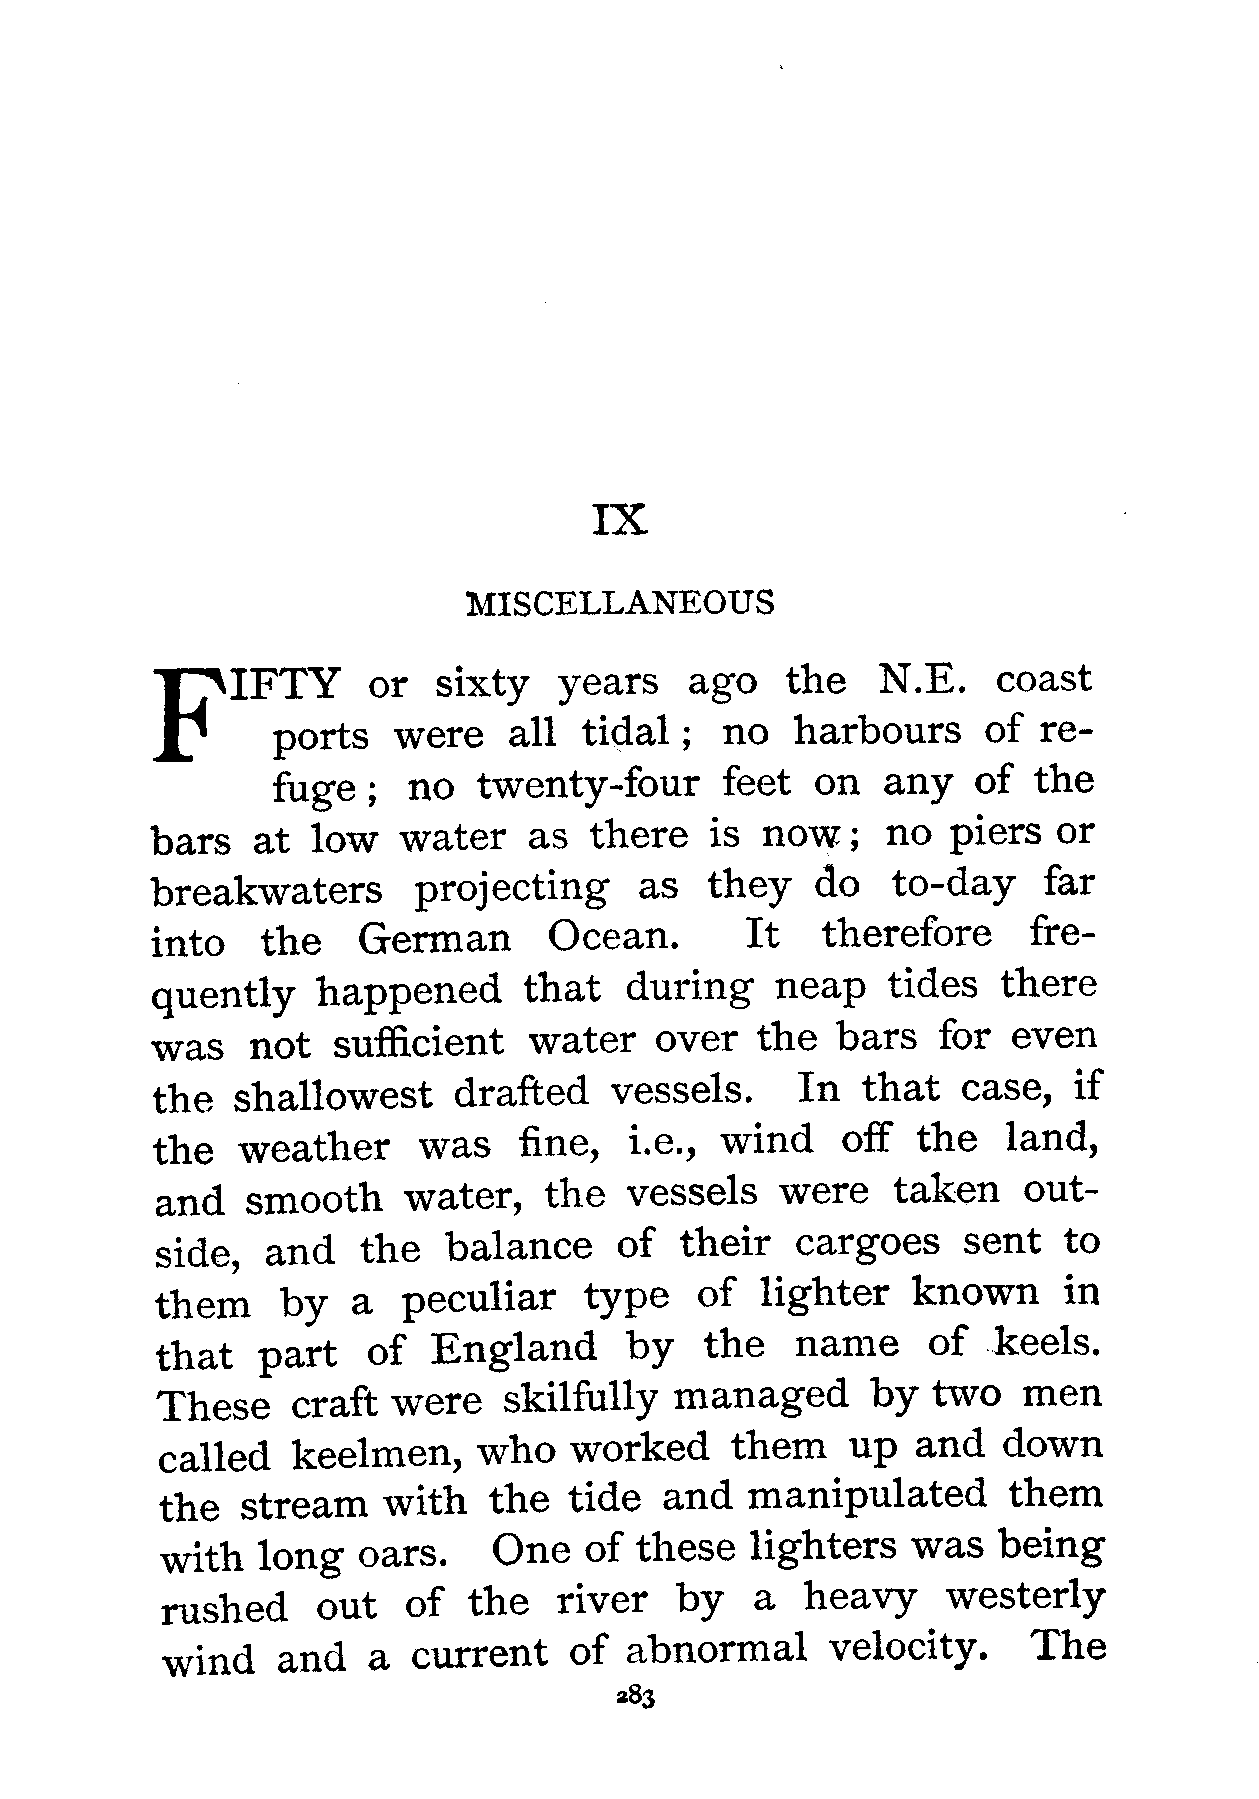 IX
MISCELLANEOUS
FIFTY or sixty years ago the N.E. coast
ports were all tidal; no harbours of re-
fuge; no twenty-four feet on any of the
bars at low water as there is now; no piers or
breakwaters projecting as they do to-day far
into the German Ocean. It therefore fre-
quently happened that during neap tides there
was not sufficient water over the bars for even
the shallowest drafted vessels. In that case, if
the weather was fine, i.e., wind off the land,
and smooth water, the vessels were taken out-
side, and the balance of their cargoes sent to
them by a peculiar type of lighter known in
that part of England by the name of keels.
These craft were skilfully managed by two men
called keelmen, who worked them up and down
the stream with the tide and manipulated them
with long oars. One of these lighters was being
rushed out of the river by a heavy westerly
wind and a current of abnormal velocity. The
283